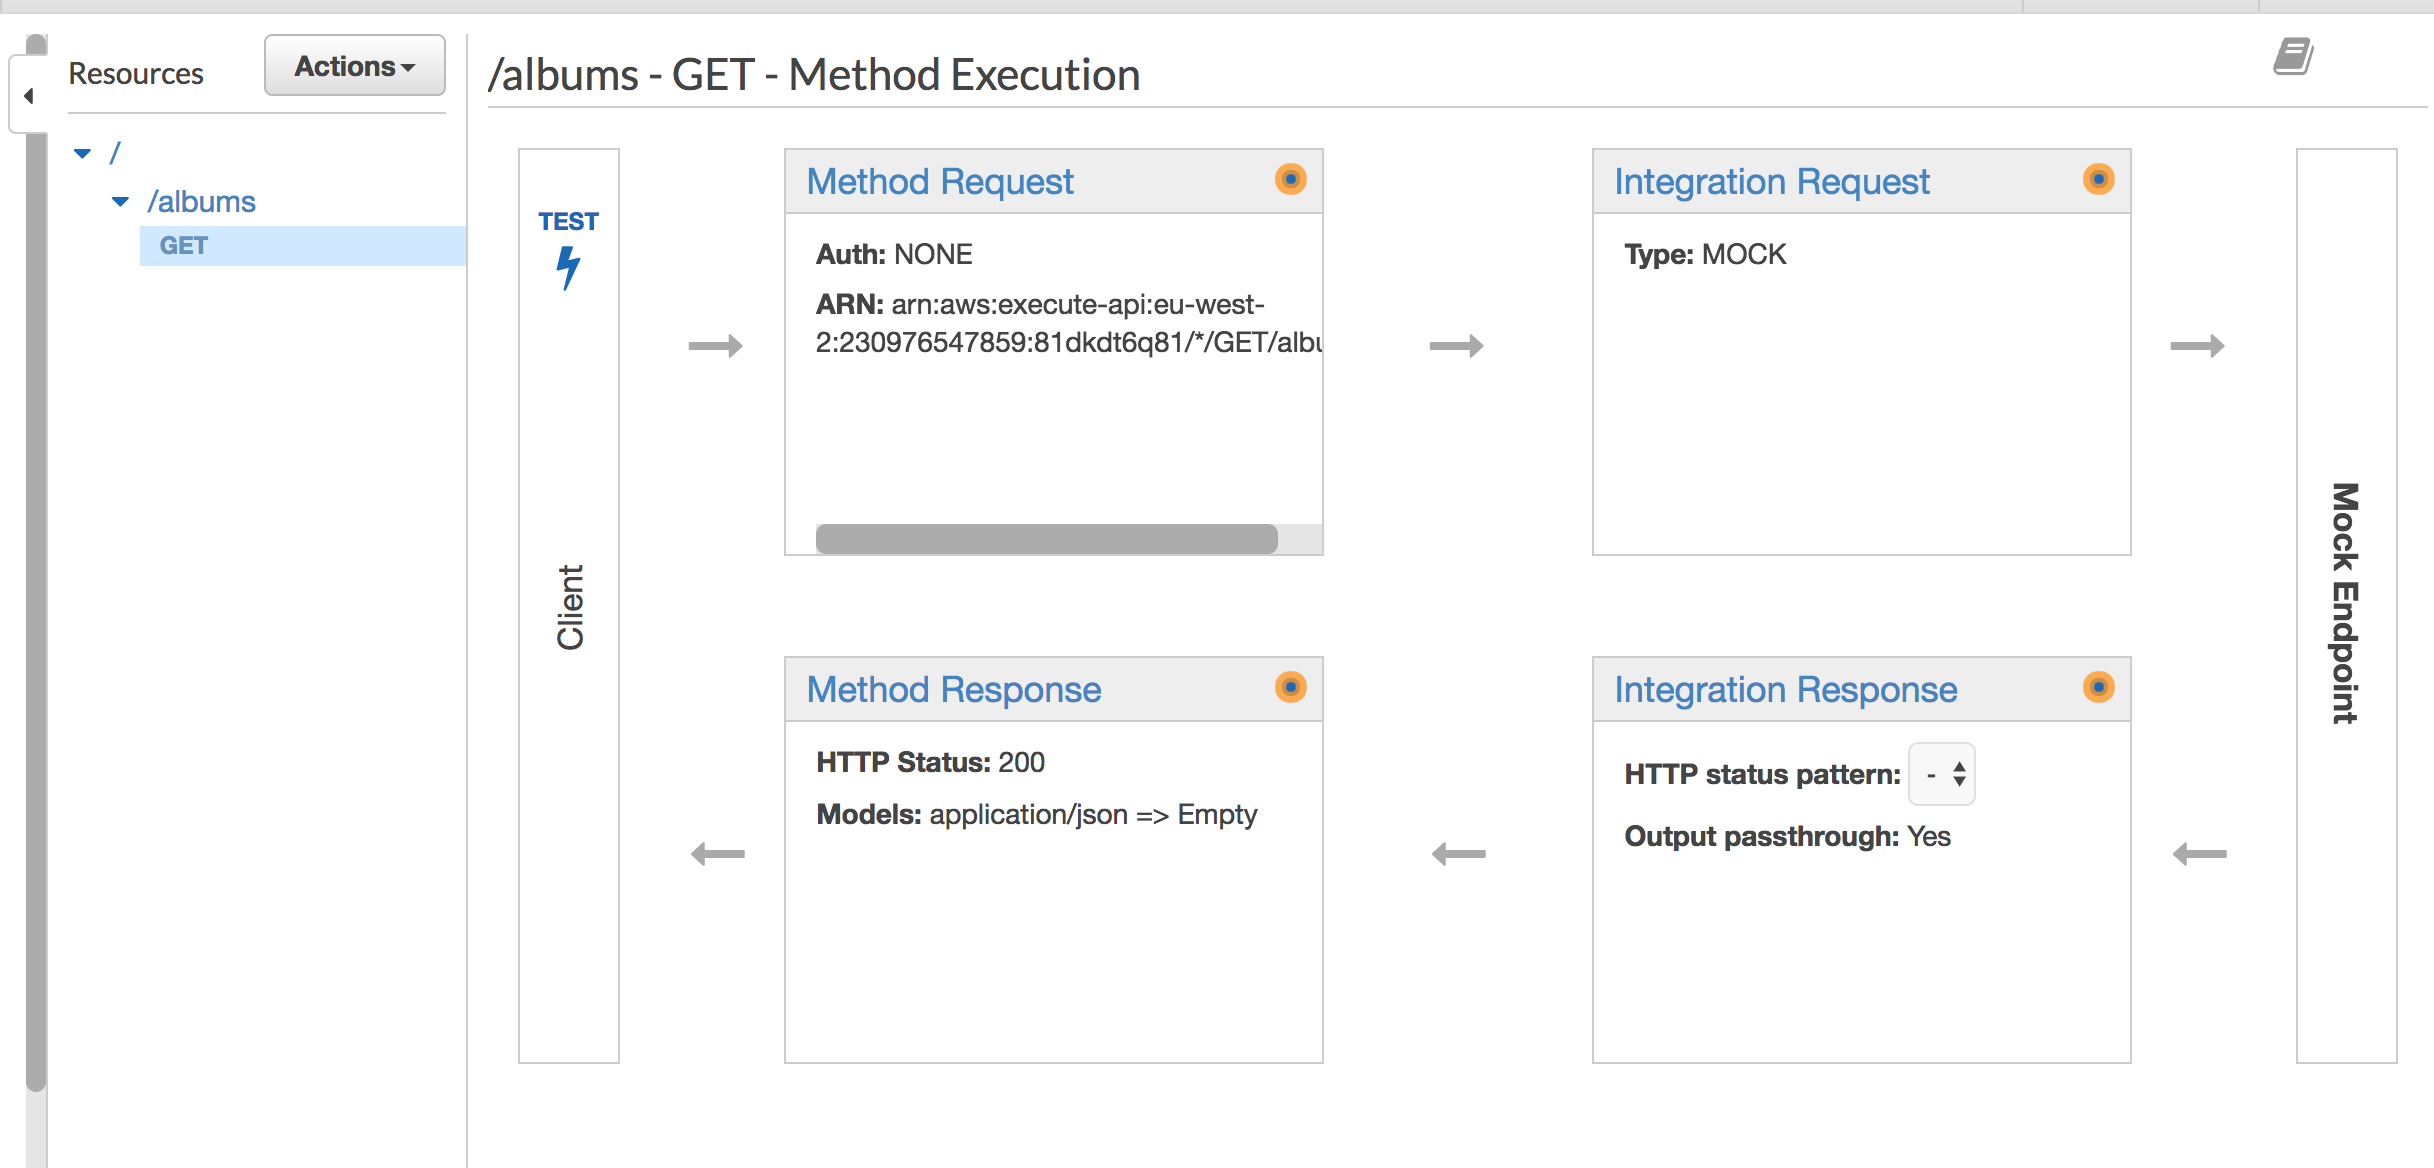 Resources
Actions
/
/albums
GET
/albums - GET - Method Execution
TEST
Client
Method Request
Auth: NONE
ARN: arn:aws:execute-api:eu-west-
2:230976547859:81dkdt6q81/*/GET/albu
Integration Request
Type: MOCK
Method Response
HTTP Status: 200
Models: application/json => Empty
Integration Response
HTTP status pattern: -
Output passthrough: Yes
Mock Endpoint